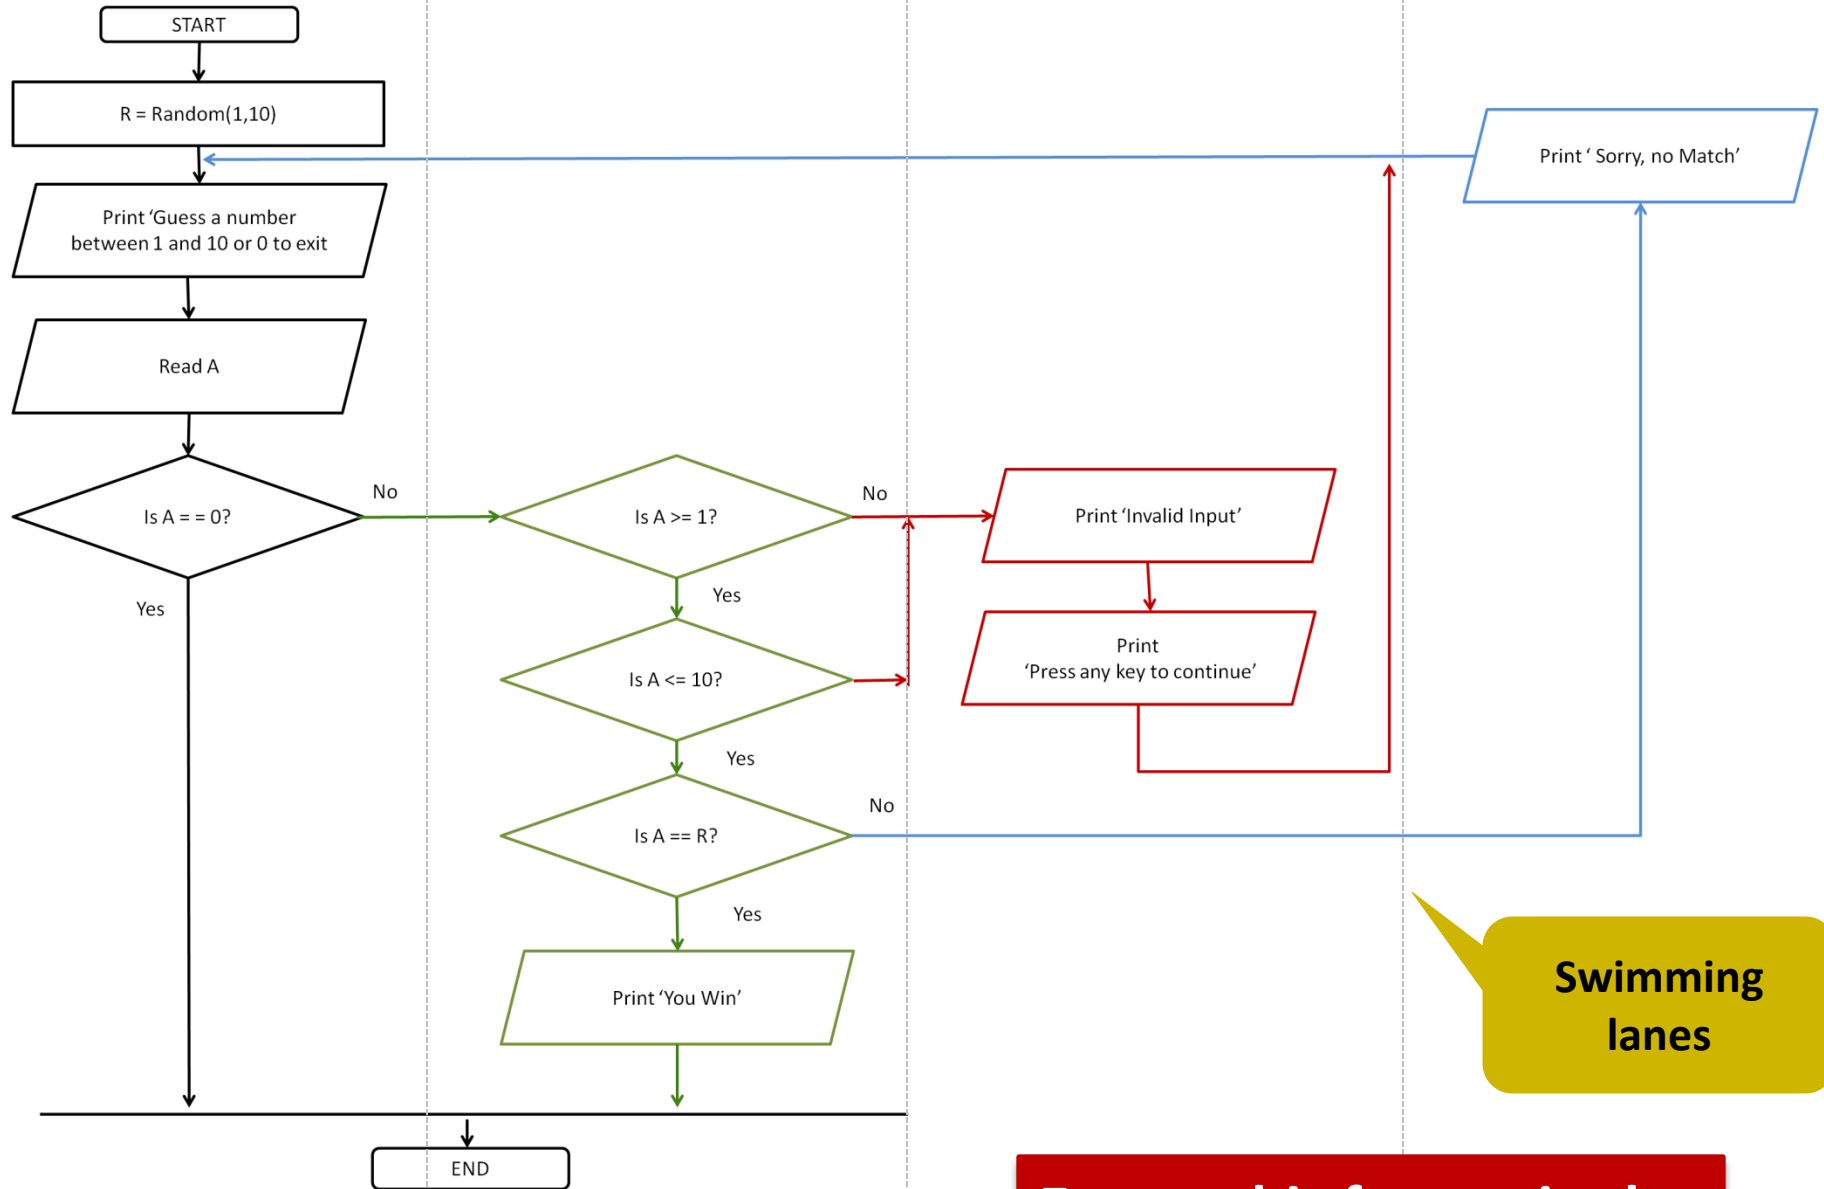 START
R = Random(1,10)
Print ‘Guess a number
between 1 and 10 or 0 to exit
Read A
Is A = = 0?
No
Yes
Is A >= 1?
No
Yes
Is A <= 10?
Yes
Is A == R?
No
Yes
Print ‘You Win’
Print ‘Invalid Input’
Print
‘Press any key to continue’
Print ‘ Sorry, no Match’
Swimming
lanes
END